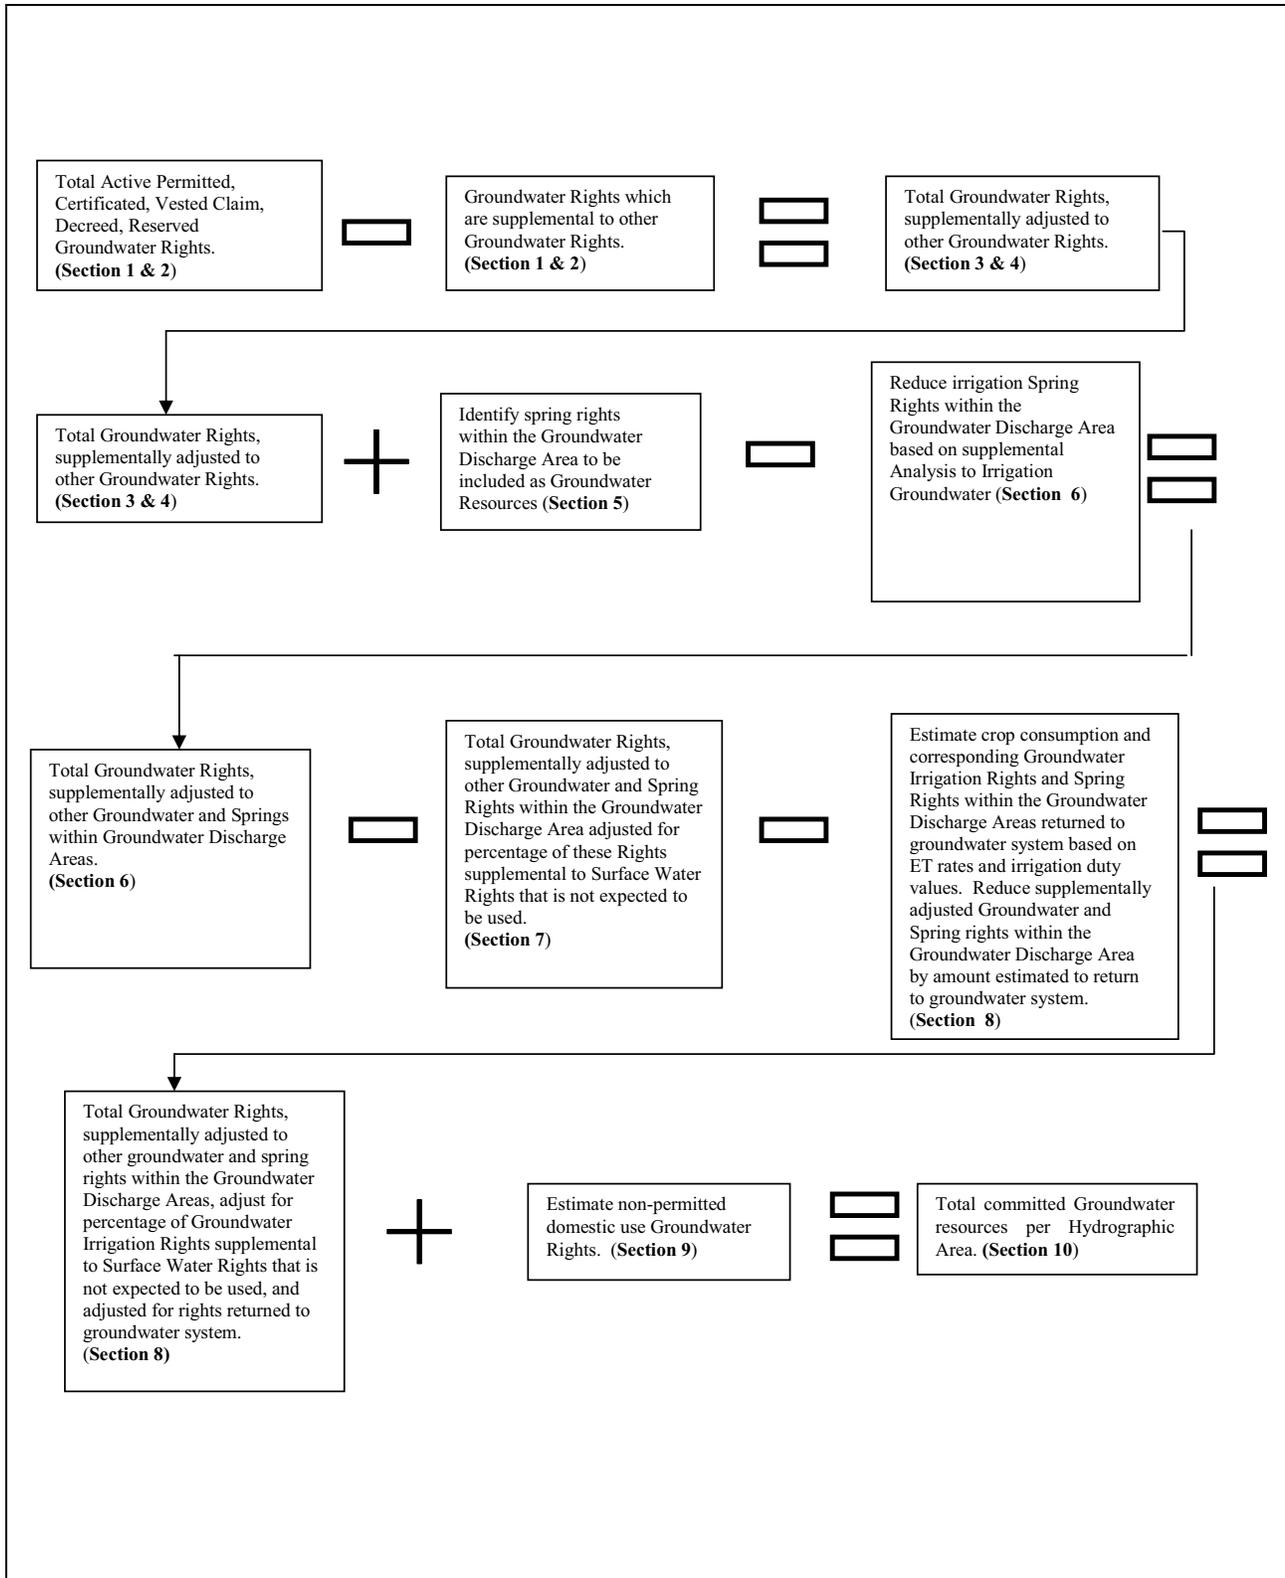 Total Active Permitted,
Certificated, Vested Claim,
Decreed, Reserved
Groundwater Rights.
(Section 1 & 2)
Groundwater Rights which
are supplemental to other
Groundwater Rights.
(Section 1 & 2)
Total Groundwater Rights,
supplementally adjusted to
other Groundwater Rights.
(Section 3 & 4)
Total Groundwater Rights,
supplementally adjusted to
other Groundwater Rights.
(Section 3 & 4)
Identify spring rights
within the Groundwater
Discharge Area to be
included as Groundwater
Resources (Section 5)
Reduce irrigation Spring
Rights within the
Groundwater Discharge Area
based on supplemental
Analysis to Irrigation
Groundwater (Section 6)
Total Groundwater Rights,
supplementally adjusted to
other Groundwater and Springs
within Groundwater Discharge
Areas.
(Section 6)
Total Groundwater Rights,
supplementally adjusted to
other Groundwater and Spring
Rights within the Groundwater
Discharge Area adjusted for
percentage of these Rights
supplemental to Surface Water
Rights that is not expected to
be used.
(Section 7)
Estimate crop consumption and
corresponding Groundwater
Irrigation Rights and Spring
Rights within the Groundwater
Discharge Areas returned to
groundwater system based on
ET rates and irrigation duty
values. Reduce supplementally
adjusted Groundwater and
Spring rights within the
Groundwater Discharge Area
by amount estimated to return
to groundwater system.
(Section 8)
Total Groundwater Rights,
supplementally adjusted to
other groundwater and spring
rights within the Groundwater
Discharge Areas, adjust for
percentage of Groundwater
Irrigation Rights supplemental
to Surface Water Rights that is
not expected to be used, and
adjusted for rights returned to
groundwater system.
(Section 8)
Estimate non-permitted
domestic use Groundwater
Rights. (Section 9)
Total committed Groundwater
resources per Hydrographic
Area. (Section 10)